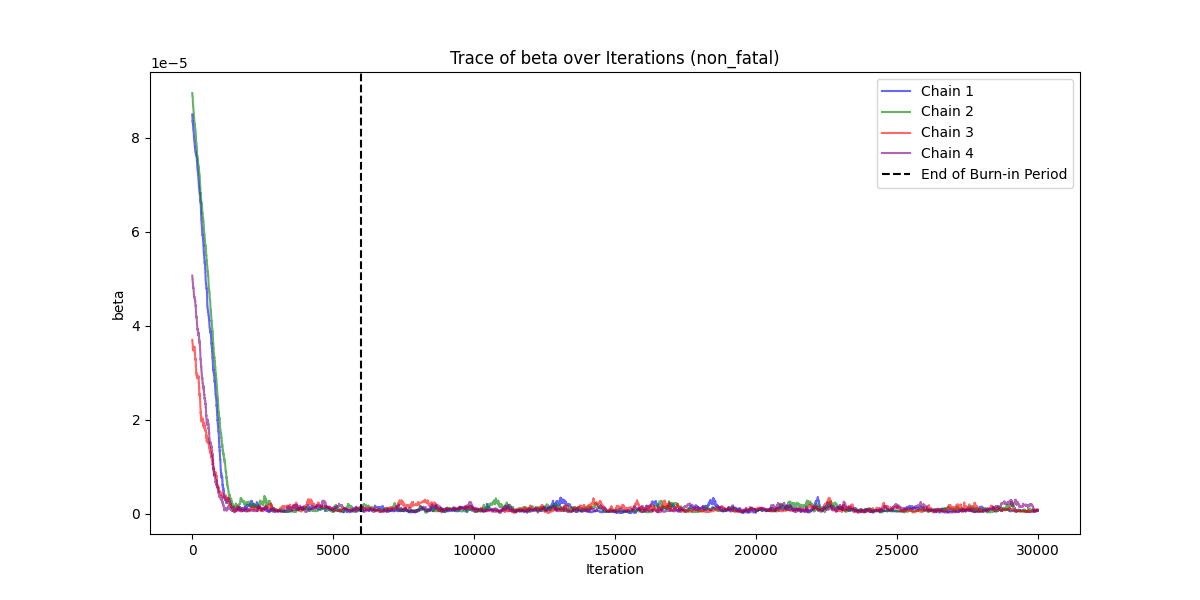 Trace of beta over Iterations (non_fatal)
1e−5
8
6
4
2
0
beta
0 5000 10000 15000 20000 25000 30000
Iteration
Chain 1
Chain 2
Chain 3
Chain 4
End of Burn-in Period